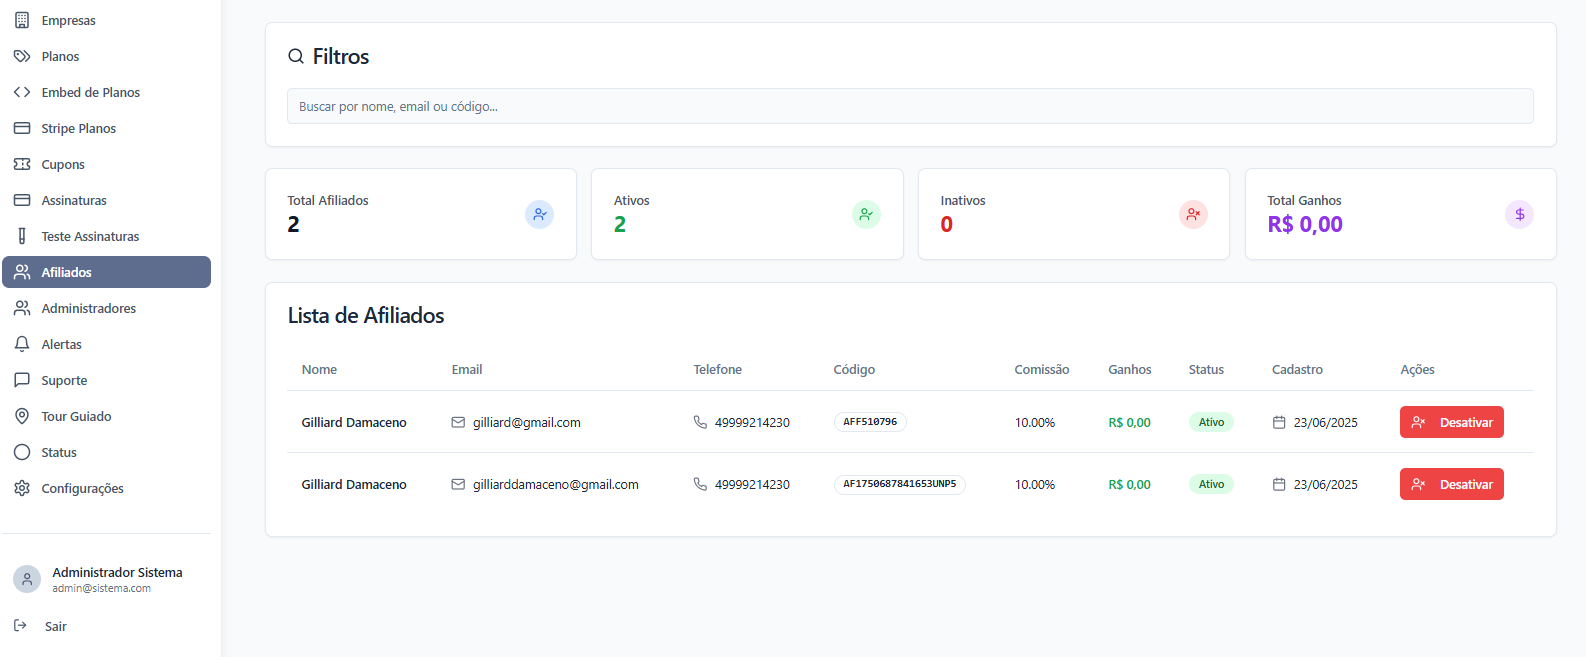 Empresas
Planos
Embed de Planos
Stripe Planos
Cupons
Assinaturas
Teste Assinaturas
Afiliados
Administradores
Alertas
Suporte
Tour Guiado
Status
Configurações
Administrador Sistema
admin@sistema.com
Sair
Filtros
Buscar por nome, email ou código...
Total Afiliados
2
Ativos
2
Inativos
0
Total Ganhos
R$ 0,00
Lista de Afiliados
Nome Email Telefone Código Comissão Ganhos Status Cadastro Ações
Gilliard Damaceno gilliard@gmail.com 49999214230 AFF510796 10.00% R$ 0,00 Ativo 23/06/2025 Desativar
Gilliard Damaceno gilliarddamaceno@gmail.com 49999214230 AF1750687841653UNP5 10.00% R$ 0,00 Ativo 23/06/2025 Desativar